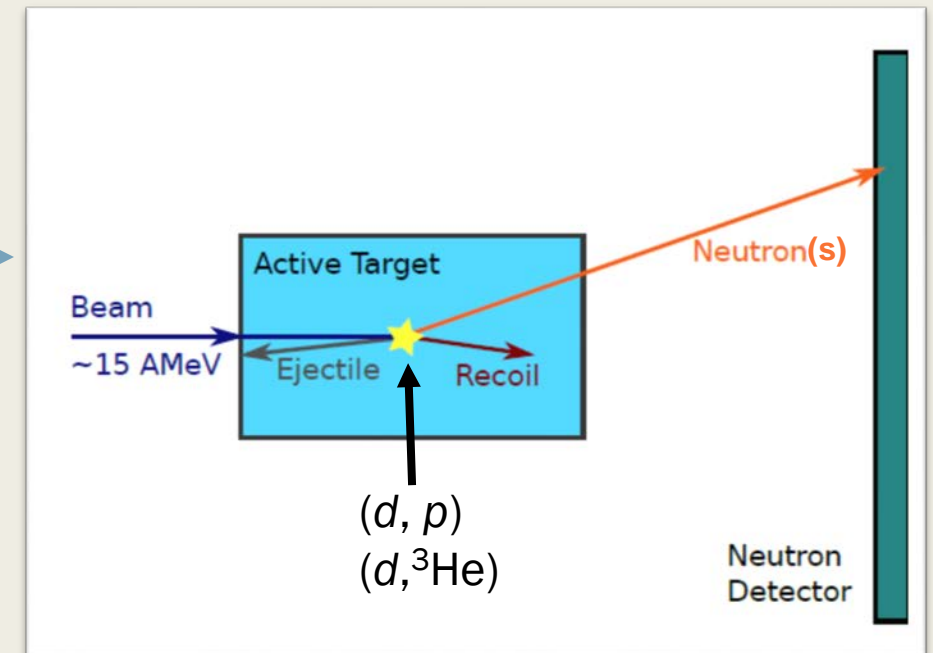 Active Target
Neutron(s)
Beam
~15 AMeV
Ejectile
Recoil
(d, p)
(d,³He)
Neutron
Detector